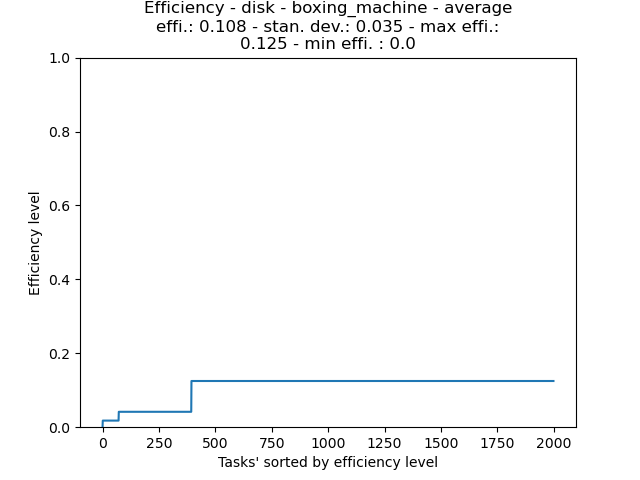 Efficiency - disk - boxing_machine - average
effi.: 0.108 - stan. dev.: 0.035 - max effi.:
0.125 - min effi. : 0.0
1.0
0.8
0.6
0.4
0.2
0.0
Efficiency level
0 250 500 750 1000 1250 1500 1750 2000
Tasks' sorted by efficiency level